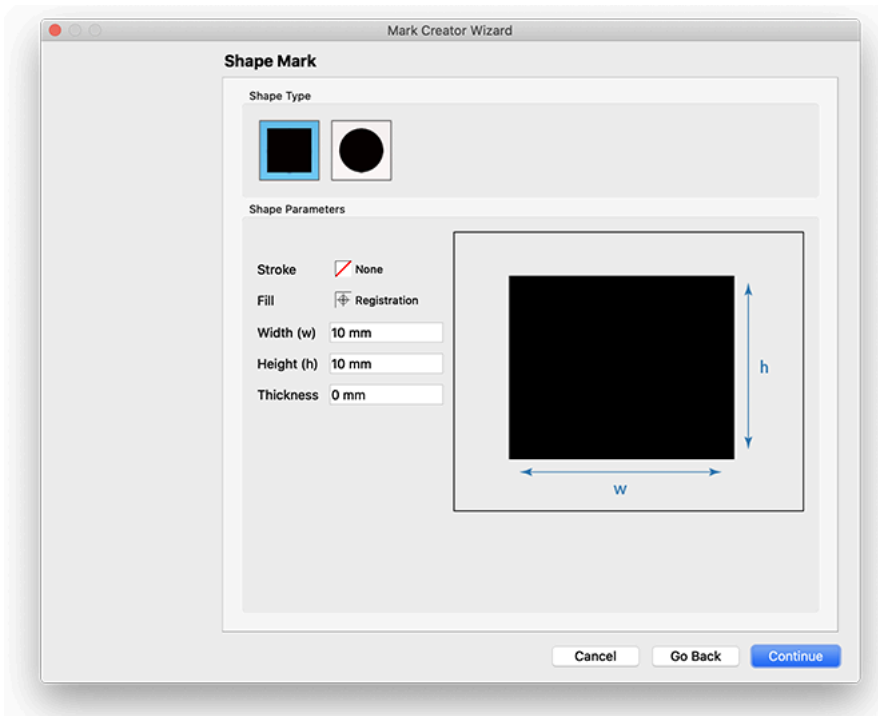 Mark Creator Wizard
Shape Mark
Shape Type
Shape Parameters
Stroke None
Fill Registration
Width (w) 10 mm
Height (h) 10 mm
Thickness 0 mm
h
w
Cancel Go Back Continue